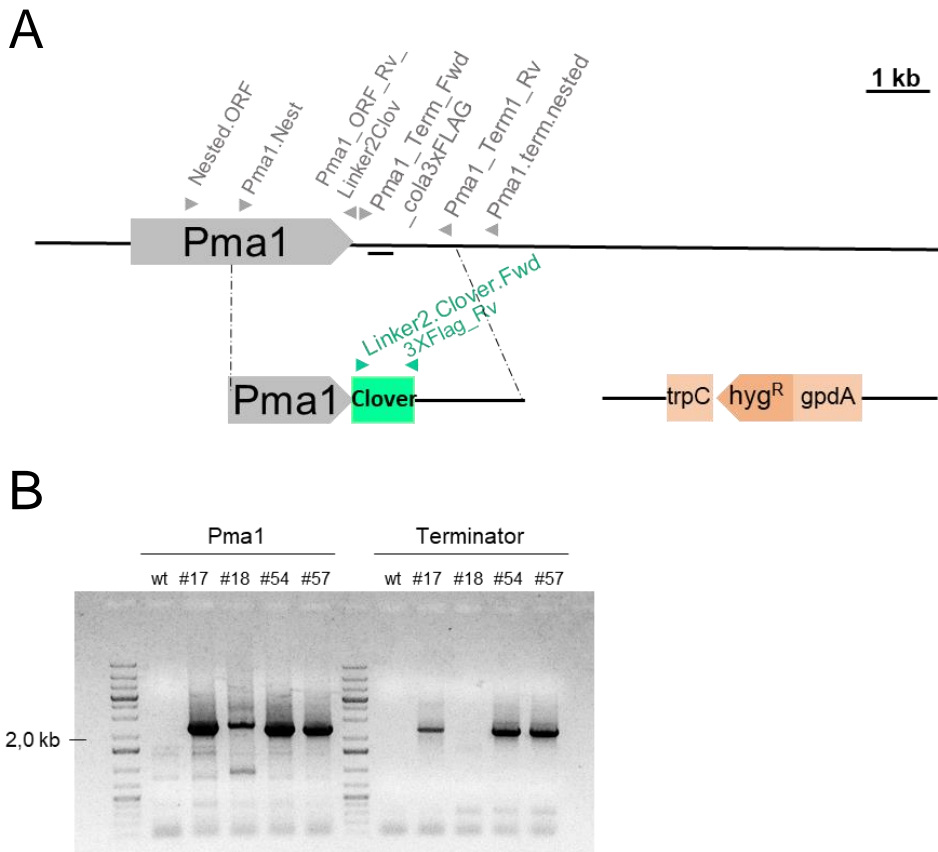 A
1 kb
Nested.ORF
Pma1.Nest
Pma1_ORF_Rv_
Linker2Clov
Pma1_Term_Fwd
_cola3xFLAG
Pma1_Term1_Rv
Pma1.term.nested
Pma1
Linker2.Clover.Fwd
3XFlag_Rv
Pma1
Clover
trpC
hygR
gpdA
B
Pma1
Terminator
wt #17 #18 #54 #57
wt #17 #18 #54 #57
2,0 kb